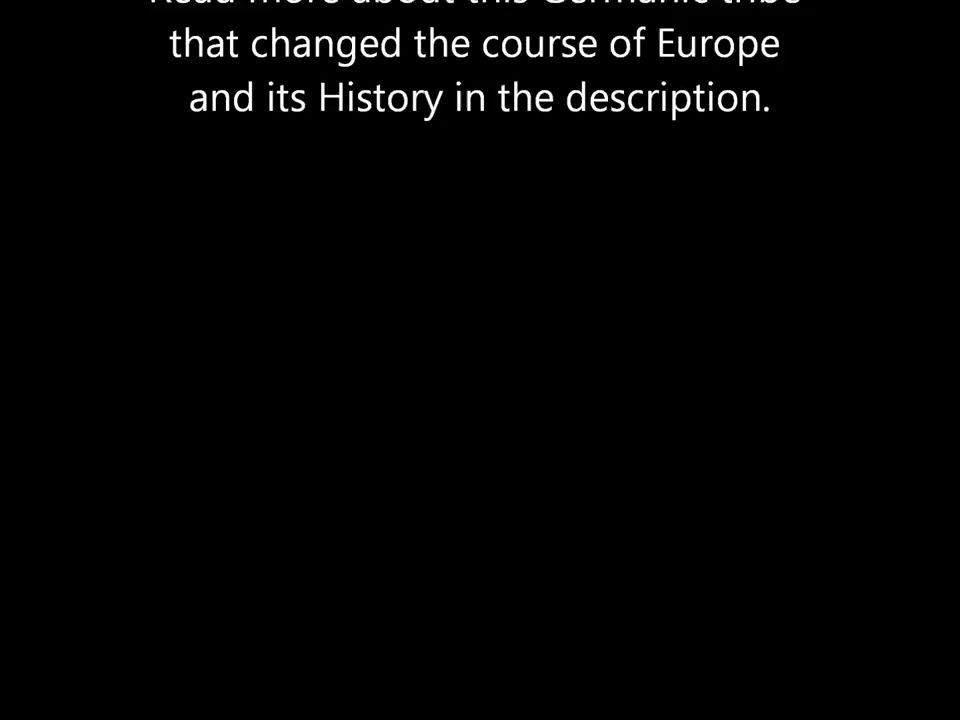 Read more about this Germanic tribe
that changed the course of Europe
and its History in the description.